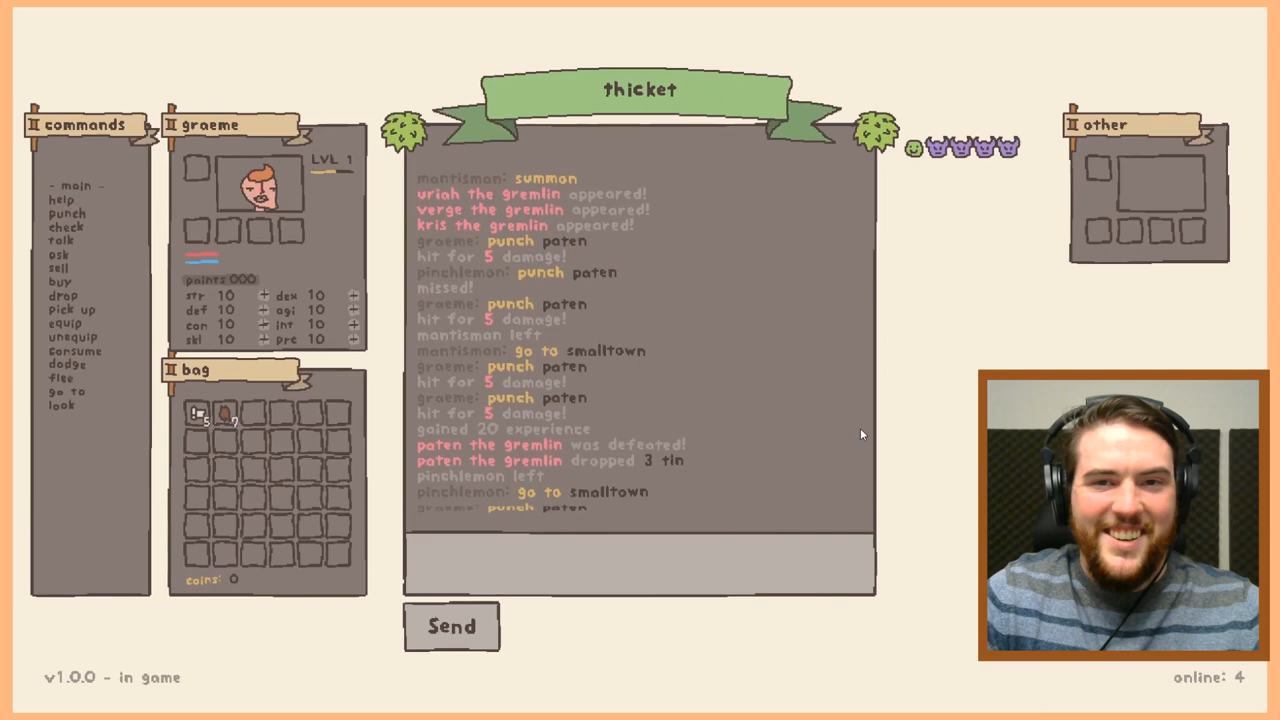 thicket
commands
- main -
help
punch
check
talk
ask
sell
buy
drop
pick up
equip
unequip
consume
dodge
flee
go to
look
graeme
LVL 1
points 000
str 10 + dex 10 +
def 10 agi 10
con 10 + int 10 +
skl 10 + prc 10 +
bag
5 7
coins: 0
mantisman: summon
uriah the gremlin appeared!
verge the gremlin appeared!
kris the gremlin appeared!
graeme: punch paten
hit for 5 damage!
pinchlemon: punch paten
missed!
graeme: punch paten
hit for 5 damage!
mantisman left
mantisman: go to smalltown
graeme: punch paten
hit for 5 damage!
graeme: punch paten
hit for 5 damage!
gained 20 experience
paten the gremlin was defeated!
paten the gremlin dropped 3 tin
pinchlemon left
pinchlemon: go to smalltown
graeme: punch paten
Send
other
v1.0.0 - in game
online: 4